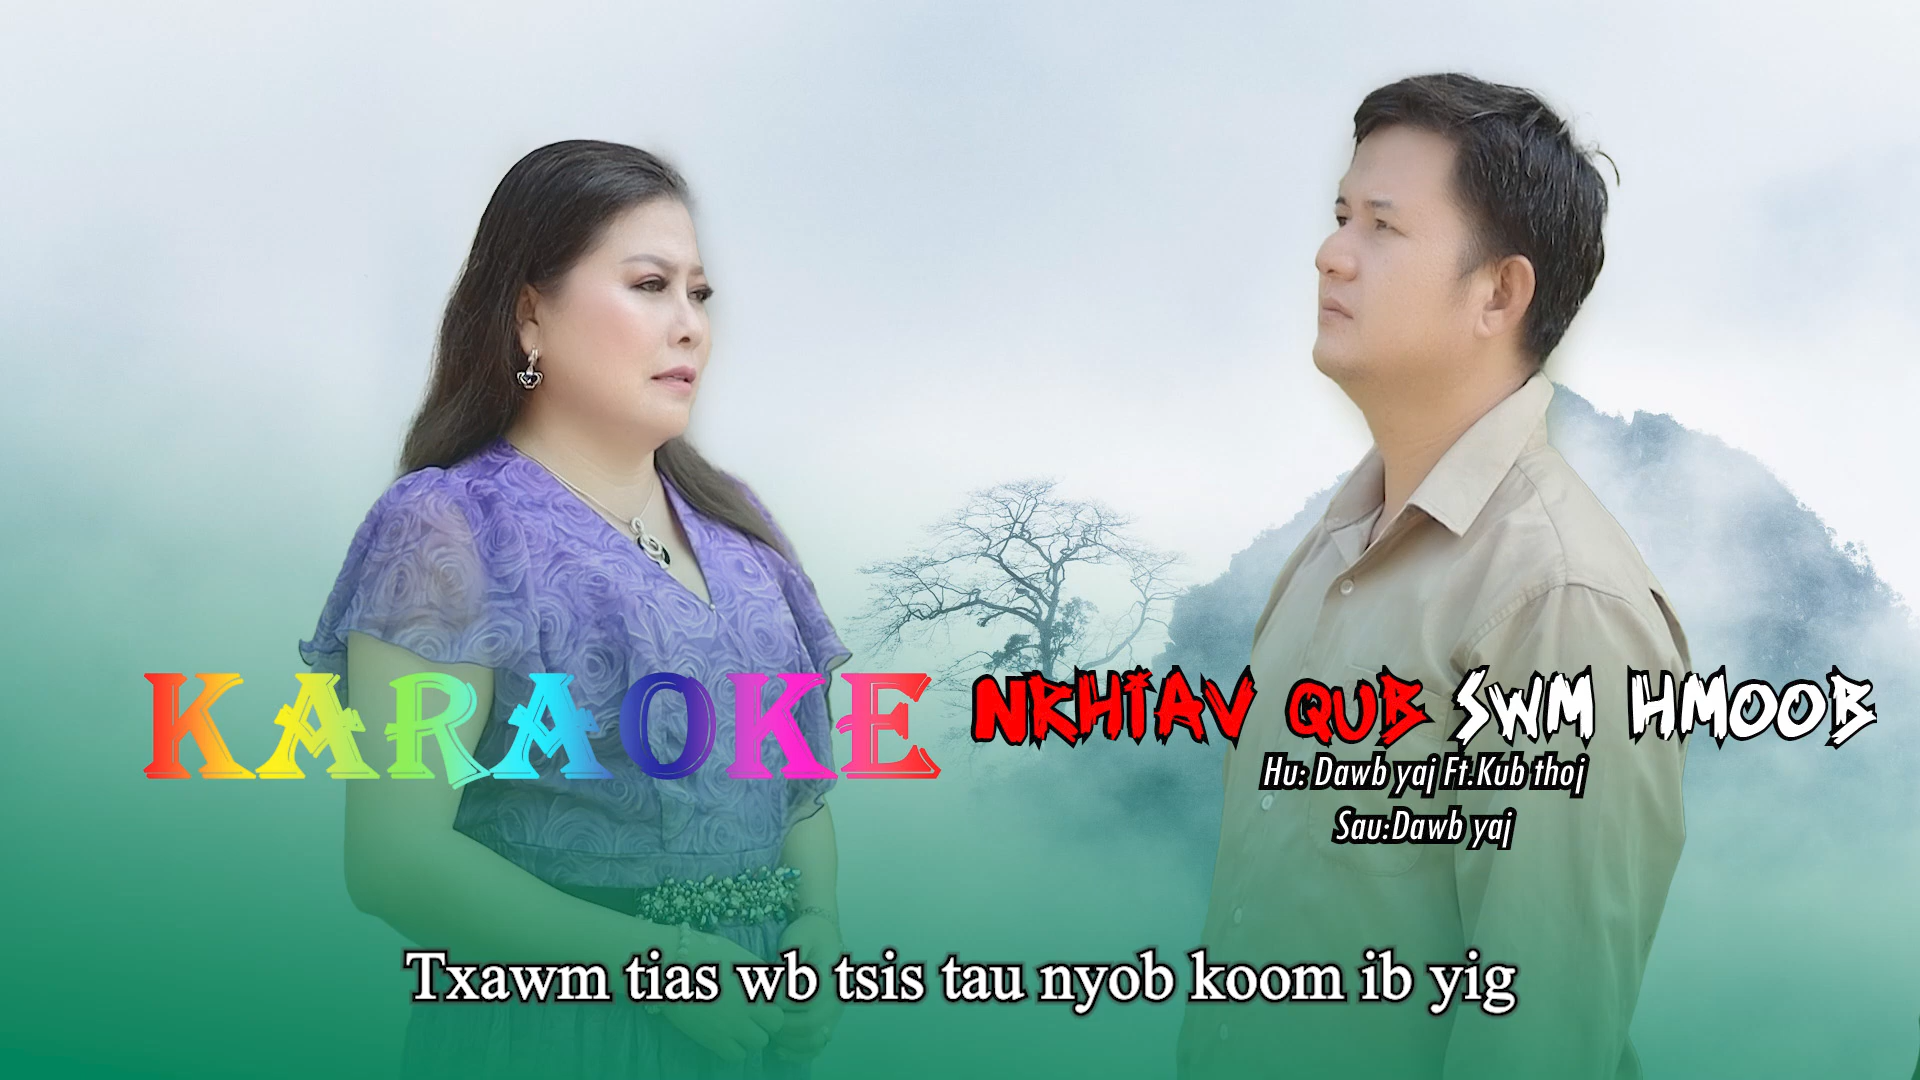 KARAOKE NRHIAV QUB SWM HMOOB
Hu: Dawb yaj Ft.Kub thoj
Sau:Dawb yaj
Txawm tias wb tsis tau nyob koom ib yig